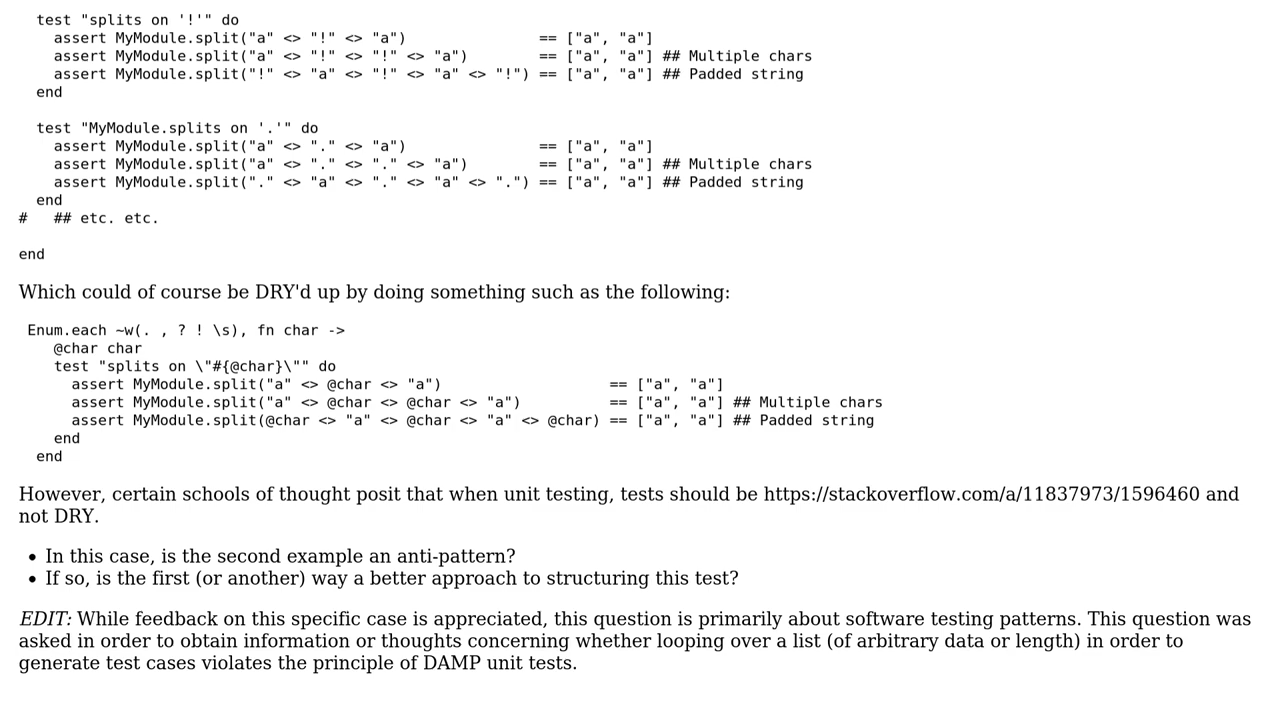 test "splits on '!'" do
    assert MyModule.split("a" <> "!" <> "a")               == ["a", "a"]
    assert MyModule.split("a" <> "!" <> "!" <> "a")        == ["a", "a"] ## Multiple chars
    assert MyModule.split("!" <> "a" <> "!" <> "a" <> "!") == ["a", "a"] ## Padded string
  end
  test "MyModule.splits on '.'" do
    assert MyModule.split("a" <> "." <> "a")               == ["a", "a"]
    assert MyModule.split("a" <> "." <> "." <> "a")        == ["a", "a"] ## Multiple chars
    assert MyModule.split("." <> "a" <> "." <> "a" <> ".") == ["a", "a"] ## Padded string
  end
#   ## etc. etc.
end
Which could of course be DRY'd up by doing something such as the following:
 Enum.each ~w(. , ? ! \s), fn char ->
    @char char
    test "splits on \"#{@char}\"" do
      assert MyModule.split("a" <> @char <> "a")                   == ["a", "a"]
      assert MyModule.split("a" <> @char <> @char <> "a")          == ["a", "a"] ## Multiple chars
      assert MyModule.split(@char <> "a" <> @char <> "a" <> @char) == ["a", "a"] ## Padded string
    end
  end
However, certain schools of thought posit that when unit testing, tests should be https://stackoverflow.com/a/11837973/1596460 and
not DRY.
• In this case, is the second example an anti-pattern?
• If so, is the first (or another) way a better approach to structuring this test?
EDIT: While feedback on this specific case is appreciated, this question is primarily about software testing patterns. This question was
asked in order to obtain information or thoughts concerning whether looping over a list (of arbitrary data or length) in order to
generate test cases violates the principle of DAMP unit tests.